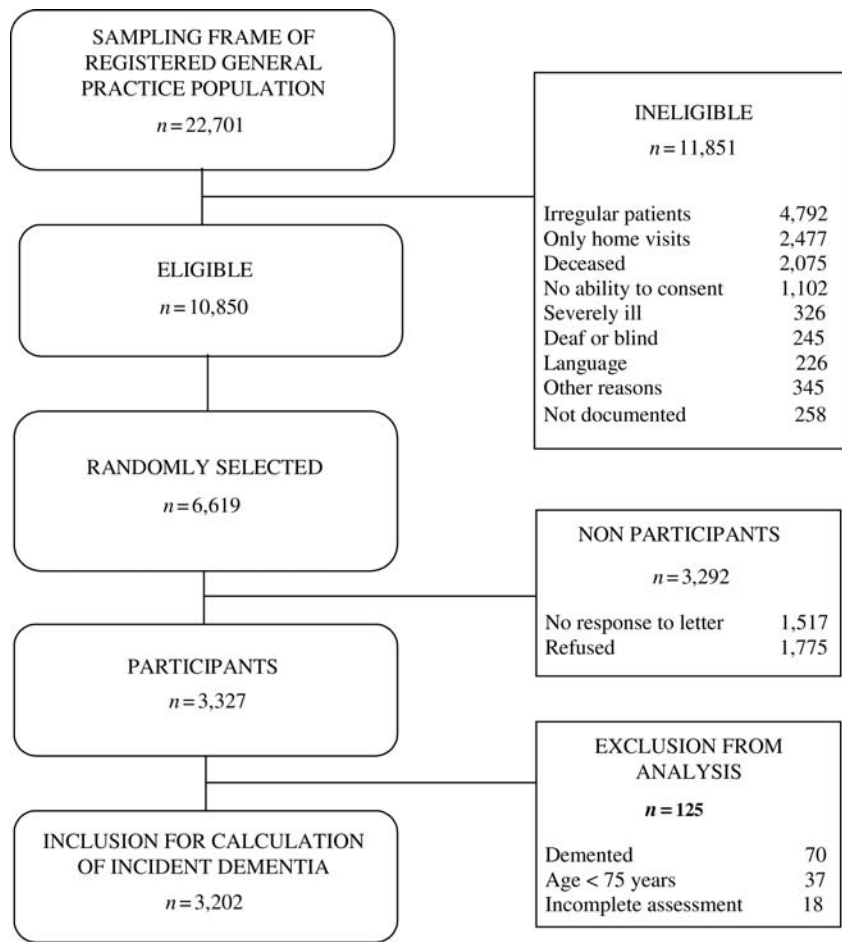 SAMPLING FRAME OF
REGISTERED GENERAL
PRACTICE POPULATION
n=22,701
INELIGIBLE
n=11,851
Irregular patients 4,792
Only home visits 2,477
Deceased 2,075
No ability to consent 1,102
Severely ill 326
Deaf or blind 245
Language 226
Other reasons 345
Not documented 258
ELIGIBLE
n=10,850
RANDOMLY SELECTED
n=6,619
NON PARTICIPANTS
n=3,292
No response to letter 1,517
Refused 1,775
PARTICIPANTS
n=3,327
EXCLUSION FROM
ANALYSIS
n=125
Demented 70
Age < 75 years 37
Incomplete assessment 18
INCLUSION FOR CALCULATION
OF INCIDENT DEMENTIA
n=3,202